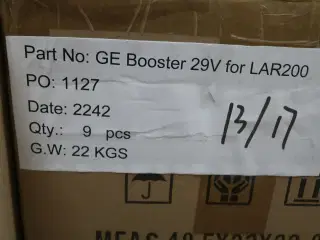 Part No: GE Booster 29V for LAR200
PO: 1127
Date: 2242
Qty.: 9 pcs
13/17
G.W: 22 KGS